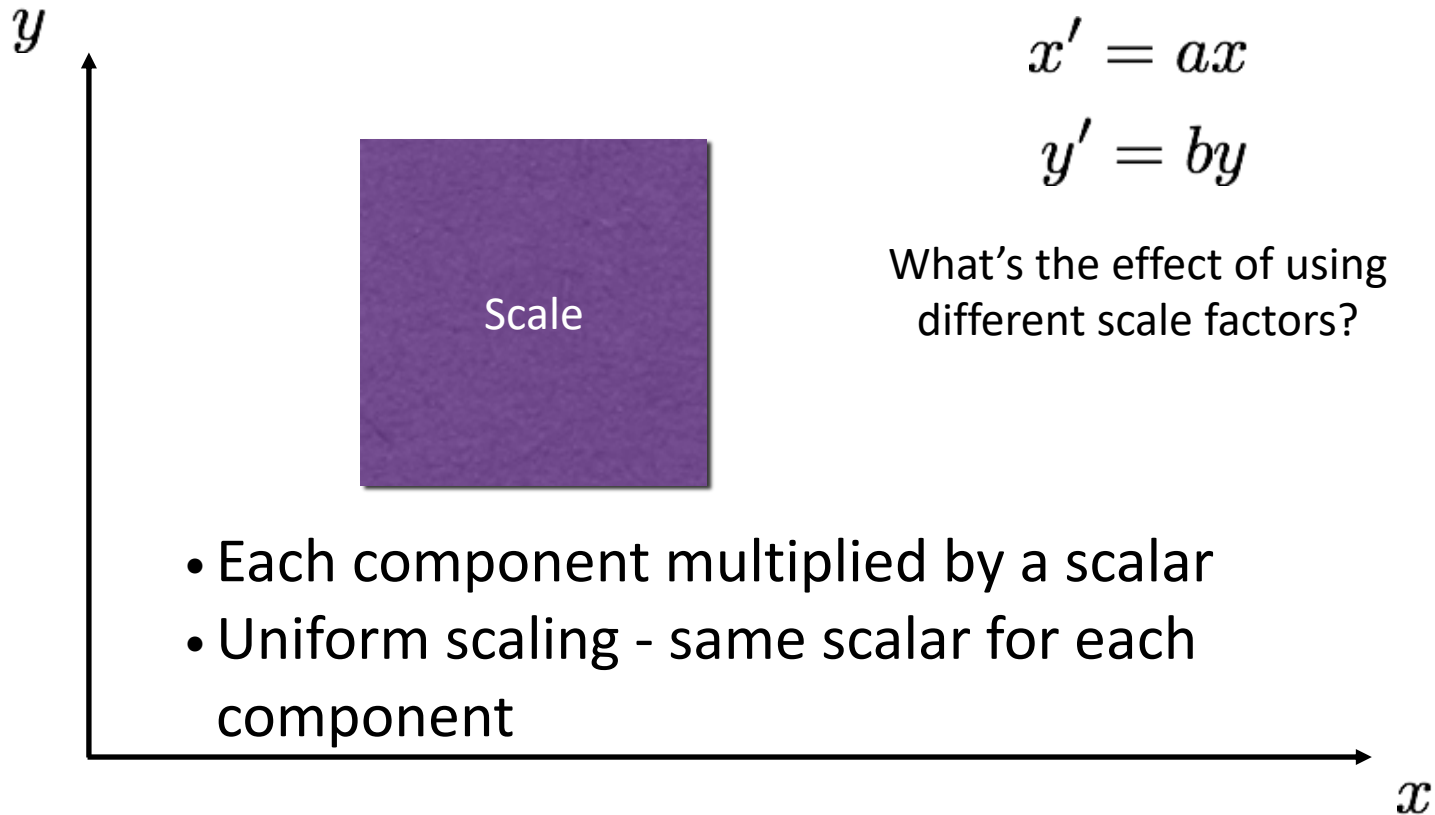 y
x′ = ax
y′ = by
What’s the effect of using
different scale factors?
Scale
• Each component multiplied by a scalar
• Uniform scaling - same scalar for each
component
x